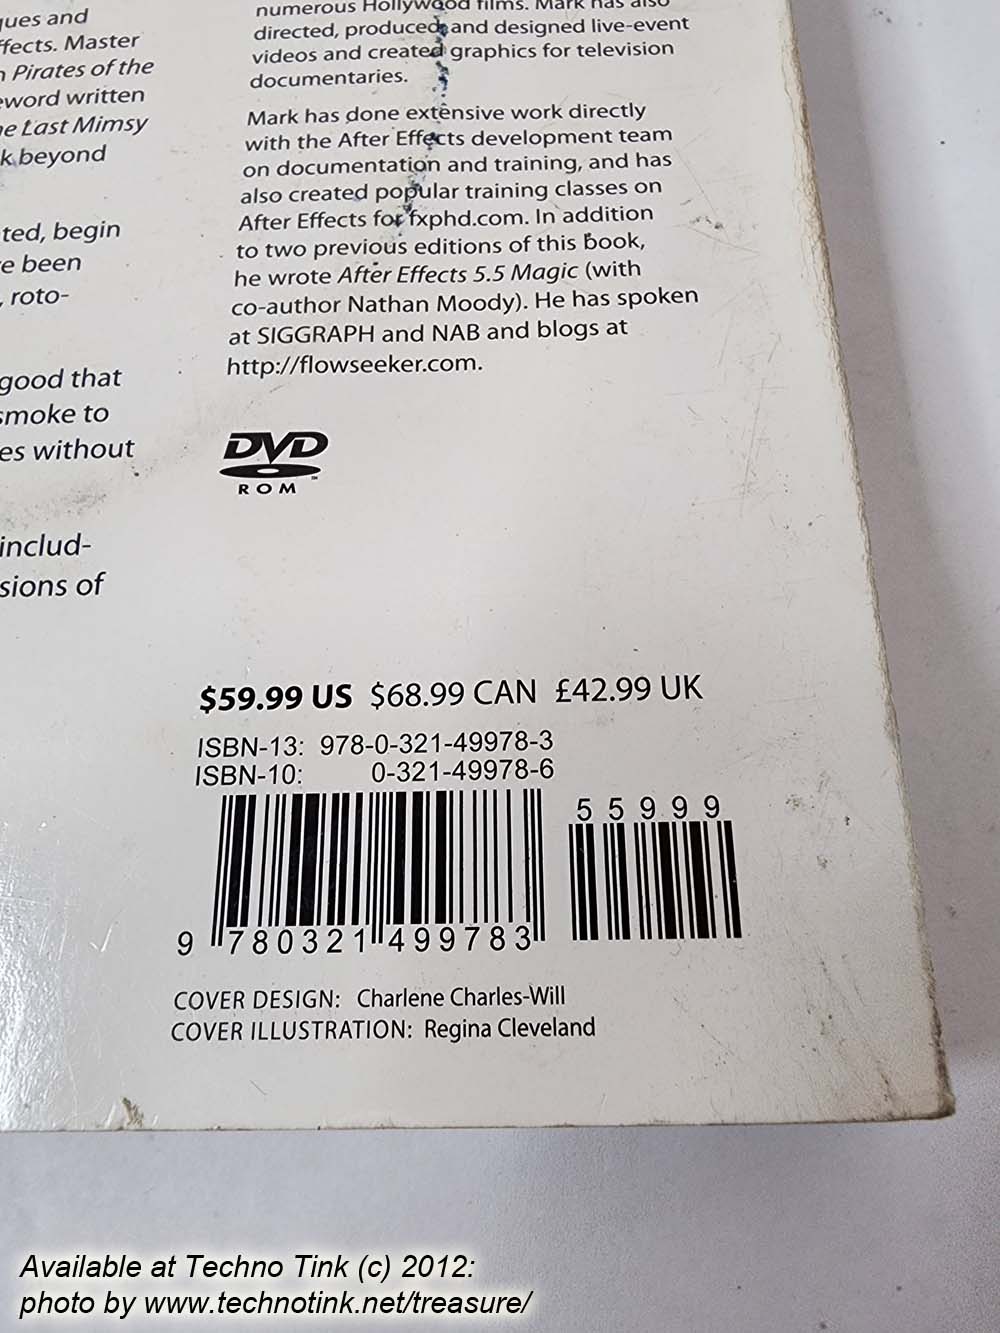 ques and
ffects. Master
n Pirates of the
eword written
he Last Mimsy
k beyond
ted, begin
e been
, roto-
good that
smoke to
es without
includ-
sions of
numerous Hollywood films. Mark has also
directed, produced, and designed live-event
videos and created graphics for television
documentaries.
Mark has done extensive work directly
with the After Effects development team
on documentation and training, and has
also created popular training classes on
After Effects for fxphd.com. In addition
to two previous editions of this book,
he wrote After Effects 5.5 Magic (with
co-author Nathan Moody). He has spoken
at SIGGRAPH and NAB and blogs at
http://flowseeker.com.
DVD
ROM
$59.99 US $68.99 CAN £42.99 UK
ISBN-13: 978-0-321-49978-3
ISBN-10: 0-321-49978-6
55999
9 780321 499783
COVER DESIGN: Charlene Charles-Will
COVER ILLUSTRATION: Regina Cleveland
Available at Techno Tink (c) 2012:
photo by www.technotink.net/treasure/